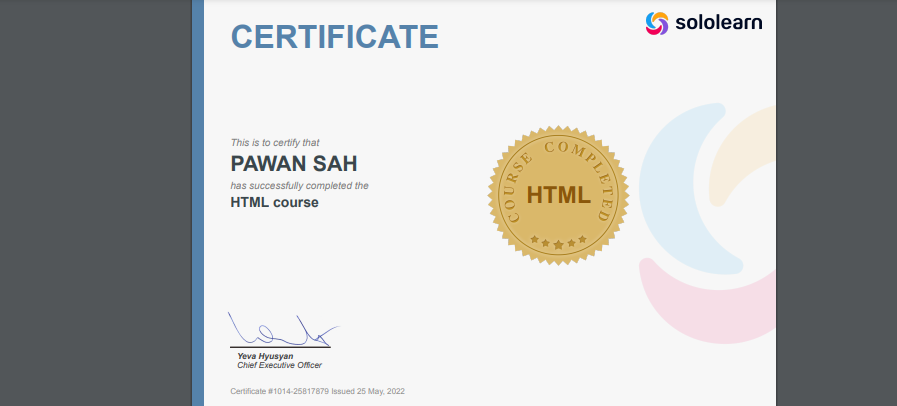 CERTIFICATE
sololearn
This is to certify that
PAWAN SAH
has successfully completed the
HTML course
COURSE COMPLETED
HTML
Yeva Hyusyan
Chief Executive Officer
Certificate #1014-25817879 Issued 25 May, 2022